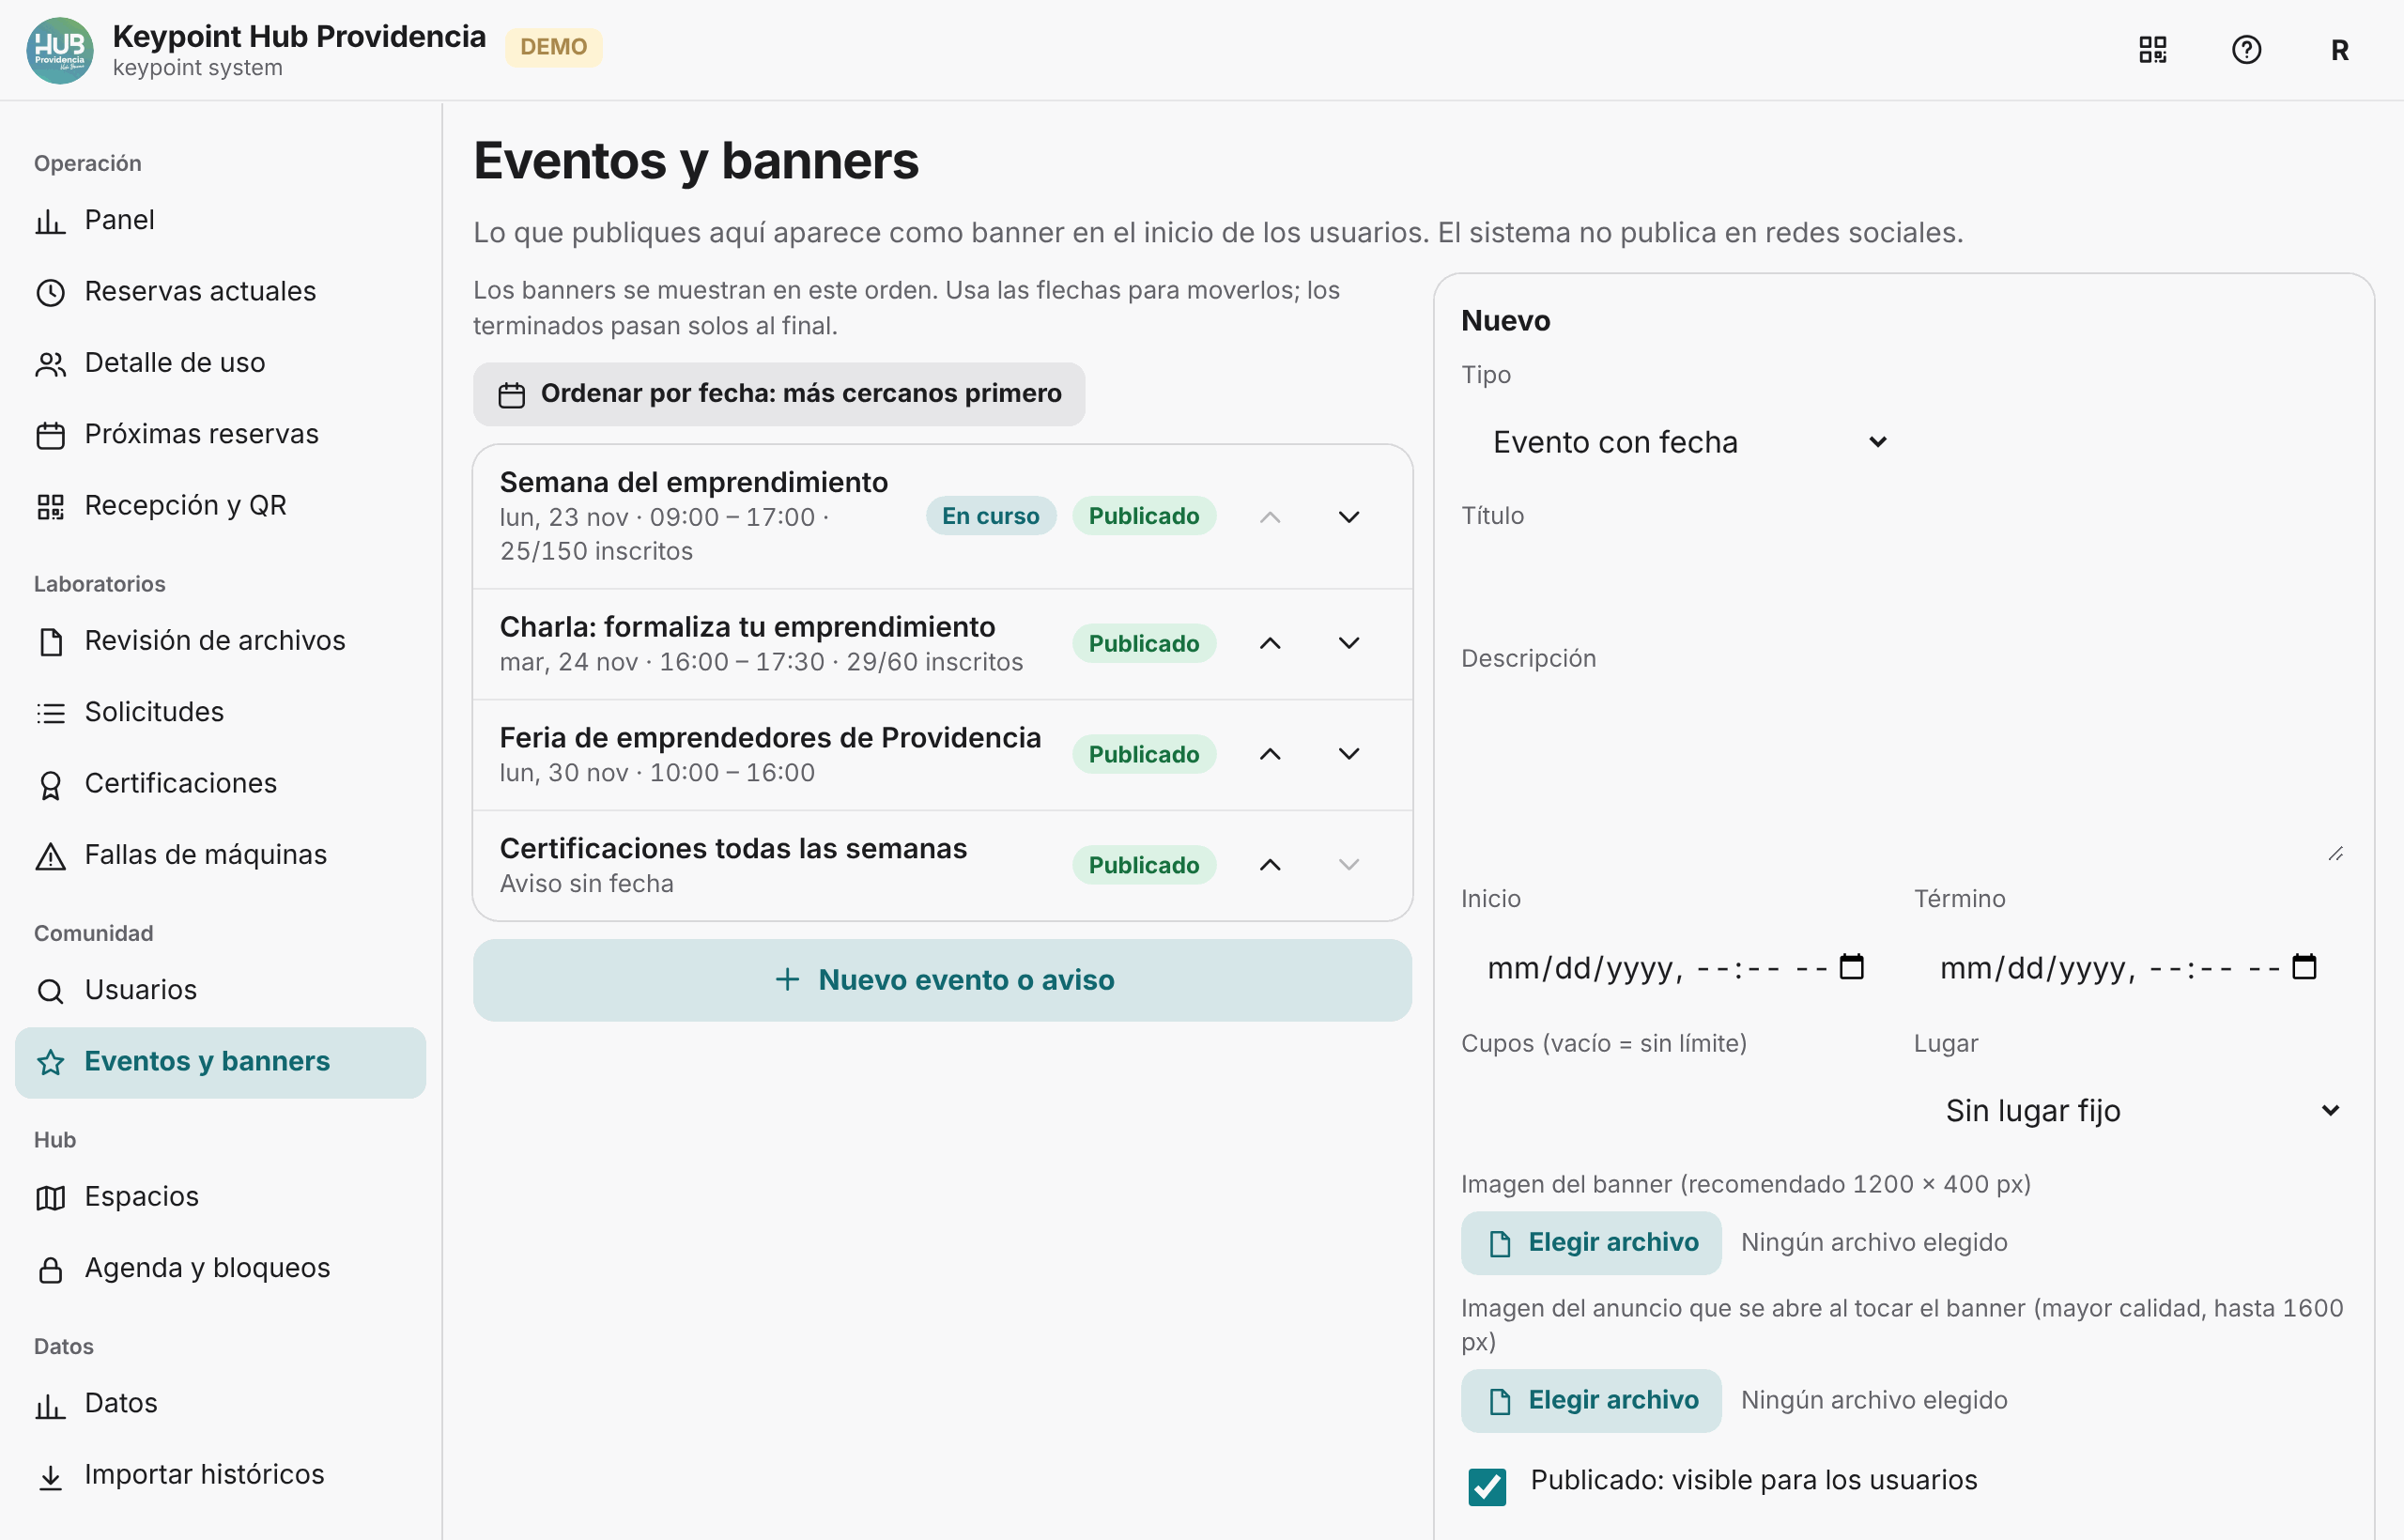 HUB
Providencia
Keypoint Hub Providencia
keypoint system
DEMO
R
Operación
Panel
Reservas actuales
Detalle de uso
Próximas reservas
Recepción y QR
Laboratorios
Revisión de archivos
Solicitudes
Certificaciones
Fallas de máquinas
Comunidad
Usuarios
Eventos y banners
Hub
Espacios
Agenda y bloqueos
Datos
Datos
Importar históricos
Eventos y banners
Lo que publiques aquí aparece como banner en el inicio de los usuarios. El sistema no publica en redes sociales.
Los banners se muestran en este orden. Usa las flechas para moverlos; los
terminados pasan solos al final.
Ordenar por fecha: más cercanos primero
Semana del emprendimiento
lun, 23 nov · 09:00 – 17:00 ·
25/150 inscritos
En curso
Publicado
Charla: formaliza tu emprendimiento
mar, 24 nov · 16:00 – 17:30 · 29/60 inscritos
Publicado
Feria de emprendedores de Providencia
lun, 30 nov · 10:00 – 16:00
Publicado
Certificaciones todas las semanas
Aviso sin fecha
Publicado
Nuevo evento o aviso
Nuevo
Tipo
Evento con fecha
Título
Descripción
Inicio
Término
mm/dd/yyyy, --:-- --
mm/dd/yyyy, --:-- --
Cupos (vacío = sin límite)
Lugar
Sin lugar fijo
Imagen del banner (recomendado 1200 × 400 px)
Elegir archivo
Ningún archivo elegido
Imagen del anuncio que se abre al tocar el banner (mayor calidad, hasta 1600
px)
Elegir archivo
Ningún archivo elegido
Publicado: visible para los usuarios